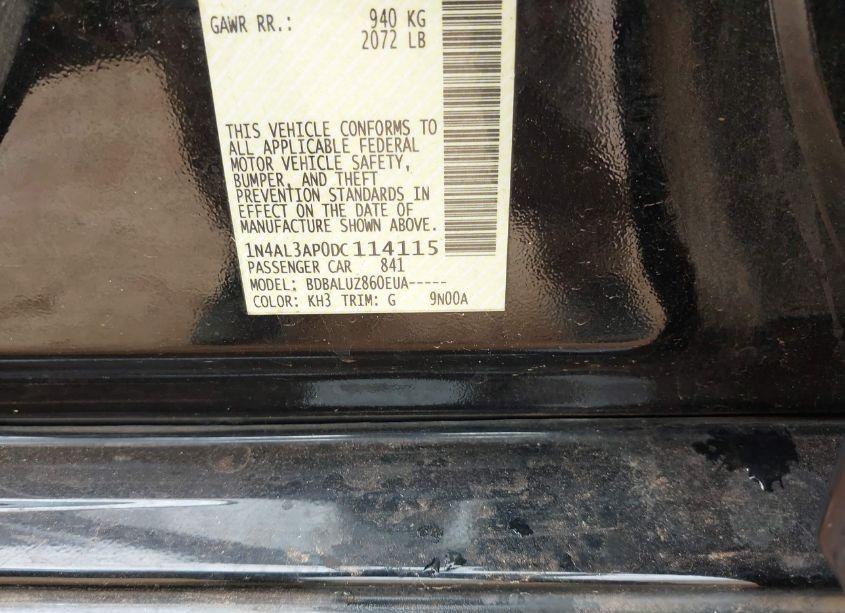 GAWR RR.: 940 KG
2072 LB
THIS VEHICLE CONFORMS TO
ALL APPLICABLE FEDERAL
MOTOR VEHICLE SAFETY,
BUMPER, AND THEFT
PREVENTION STANDARDS IN
EFFECT ON THE DATE OF
MANUFACTURE SHOWN ABOVE.
1N4AL3AP0DC114115
PASSENGER CAR 841
MODEL: BDBALUZ860EUA-----
COLOR: KH3 TRIM: G 9N00A